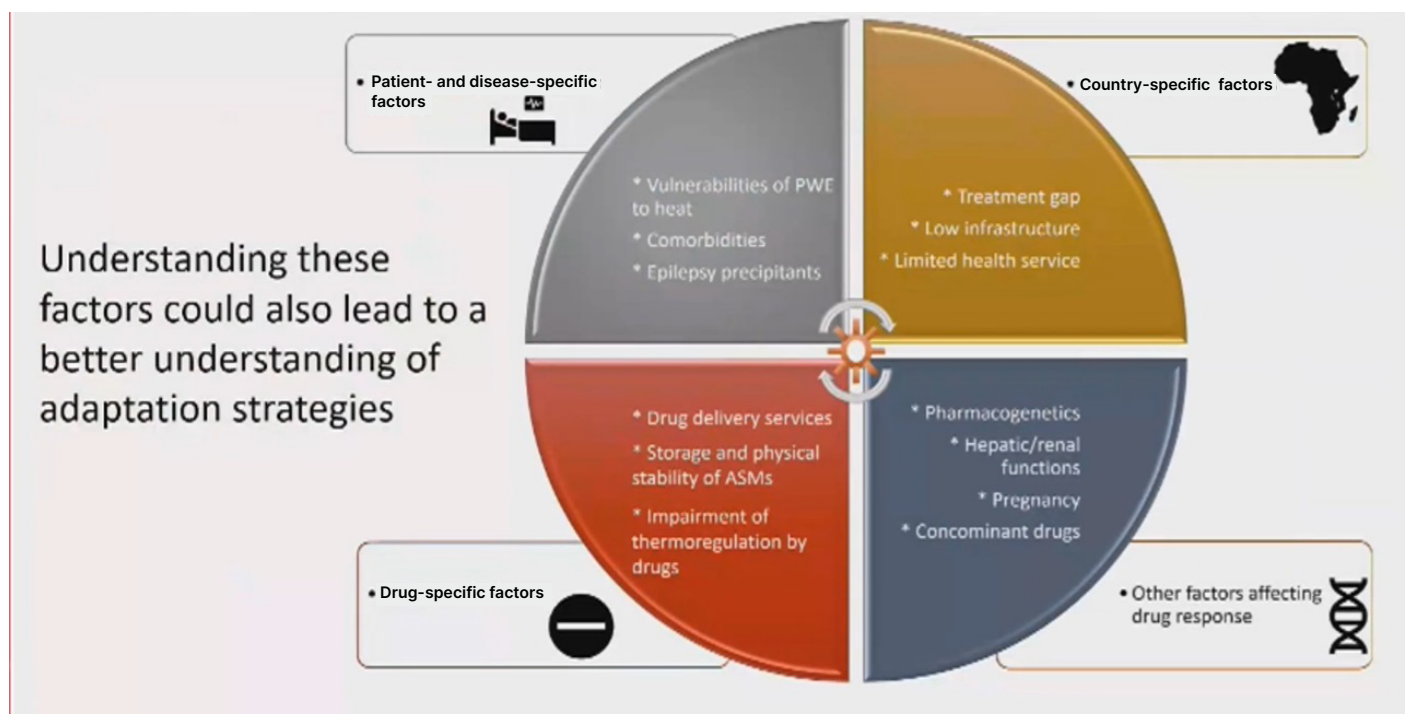 • Patient- and disease-specific
factors
• Country-specific factors
* Vulnerabilities of PWE
to heat
* Comorbidities
* Epilepsy precipitants
* Treatment gap
* Low infrastructure
* Limited health service
Understanding these
factors could also lead to a
better understanding of
adaptation strategies
* Drug delivery services
* Storage and physical
stability of ASMs
* Impairment of
thermoregulation by
drugs
* Pharmacogenetics
* Hepatic/renal
functions
* Pregnancy
* Concominant drugs
• Drug-specific factors
• Other factors affecting
drug response